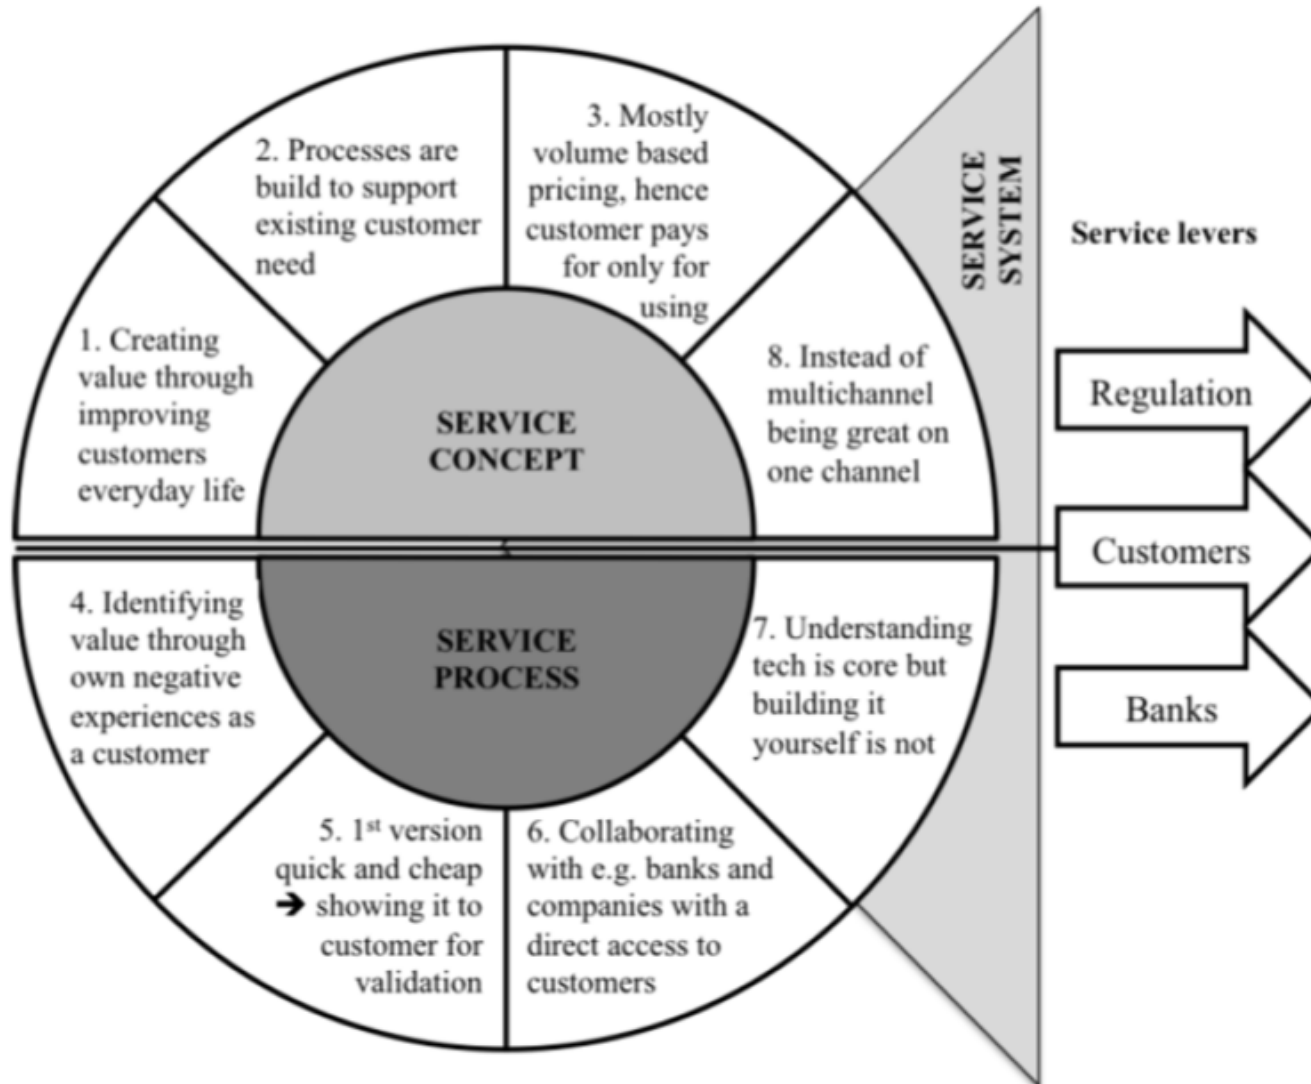 1. Creating
value through
improving
customers
everyday life
2. Processes are
build to support
existing customer
need
3. Mostly
volume based
pricing, hence
customer pays
for only for
using
8. Instead of
multichannel
being great on
one channel
SERVICE
CONCEPT
SERVICE
PROCESS
4. Identifying
value through
own negative
experiences as
a customer
5. 1st version
quick and cheap
➔ showing it to
customer for
validation
6. Collaborating
with e.g. banks and
companies with a
direct access to
customers
7. Understanding
tech is core but
building it
yourself is not
SERVICE
SYSTEM
Service levers
Regulation
Customers
Banks